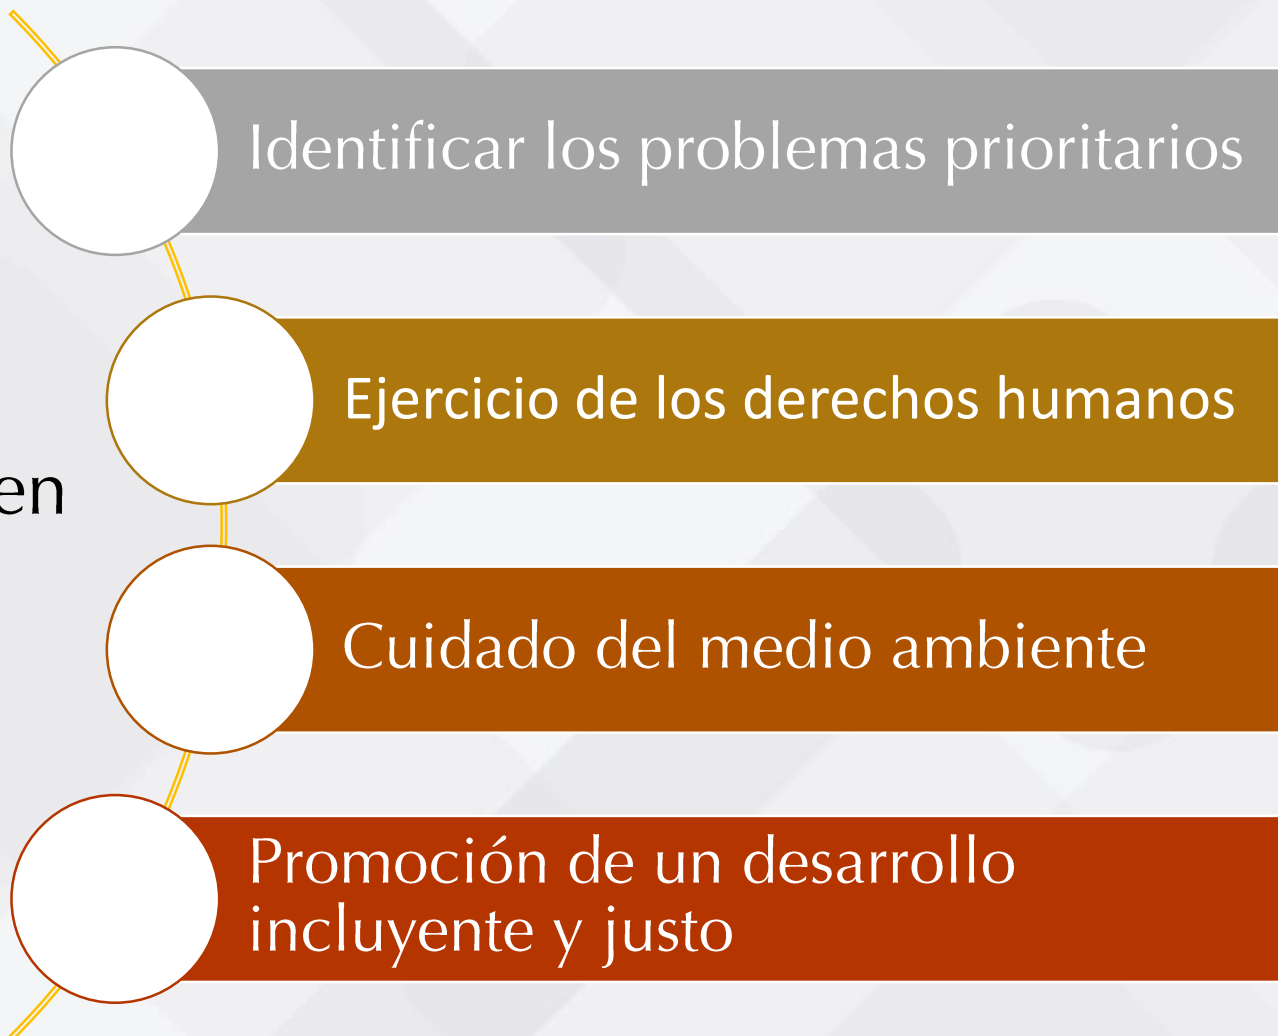 Identificar los problemas prioritarios
Ejercicio de los derechos humanos
en
Cuidado del medio ambiente
Promoción de un desarrollo
incluyente y justo